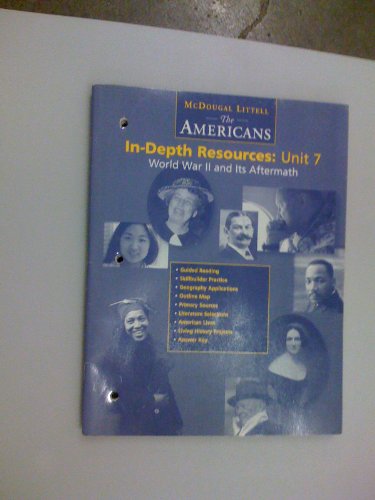 McDougal Littell
The
Americans
In-Depth Resources: Unit 7
World War II and Its Aftermath
• Guided Reading
• Skillbuilder Practice
• Geography Applications
• Outline Map
• Primary Sources
• Literature Selections
• American Lives
• Living History Projects
• Answer Key